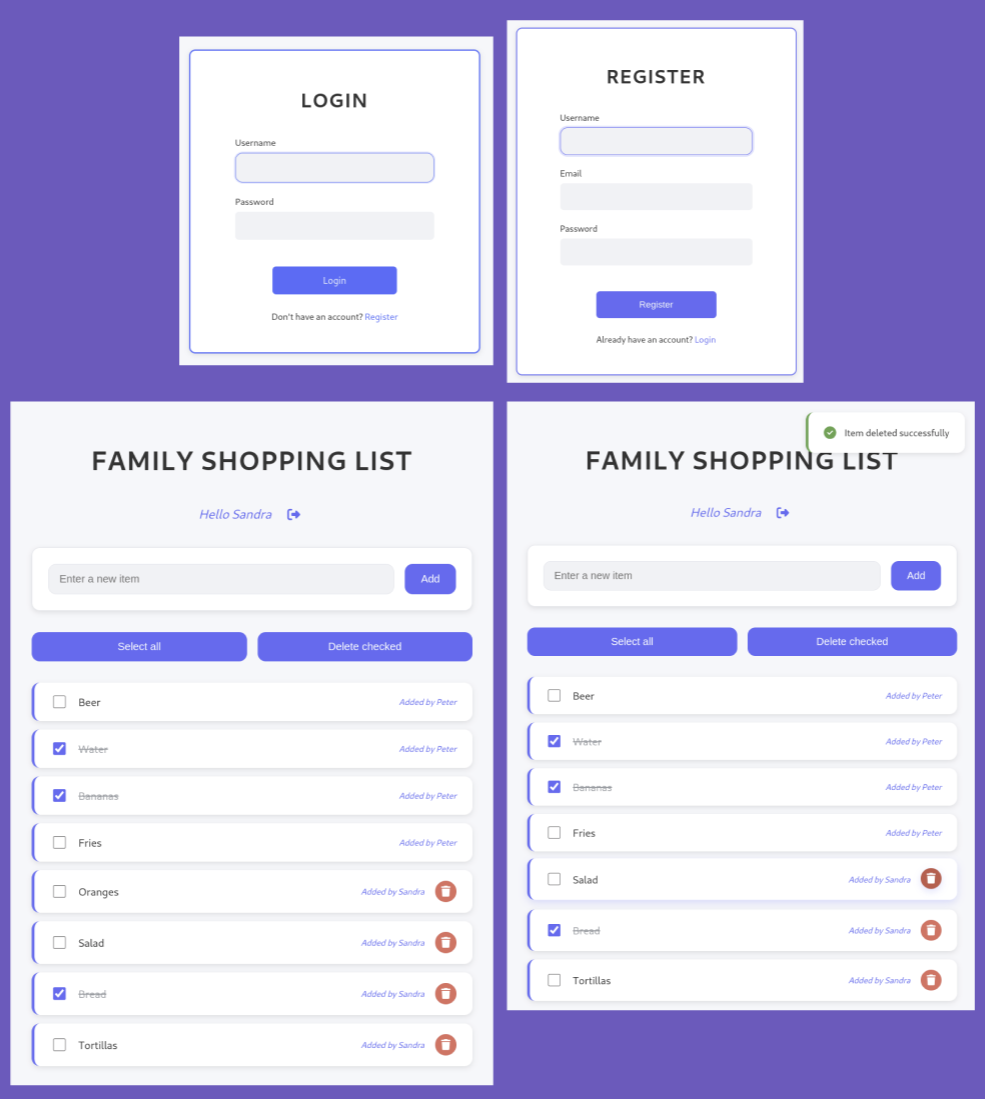 LOGIN
Username
Password
Login
Don't have an account? Register
REGISTER
Username
Email
Password
Register
Already have an account? Login
FAMILY SHOPPING LIST
Hello Sandra
Enter a new item
Add
Select all
Delete checked
Beer
Added by Peter
Water
Added by Peter
Bananas
Added by Peter
Fries
Added by Peter
Oranges
Added by Sandra
Salad
Added by Sandra
Bread
Added by Sandra
Tortillas
Added by Sandra
Item deleted successfully
FAMILY SHOPPING LIST
Hello Sandra
Enter a new item
Add
Select all
Delete checked
Beer
Added by Peter
Water
Added by Peter
Bananas
Added by Peter
Fries
Added by Peter
Salad
Added by Sandra
Bread
Added by Sandra
Tortillas
Added by Sandra